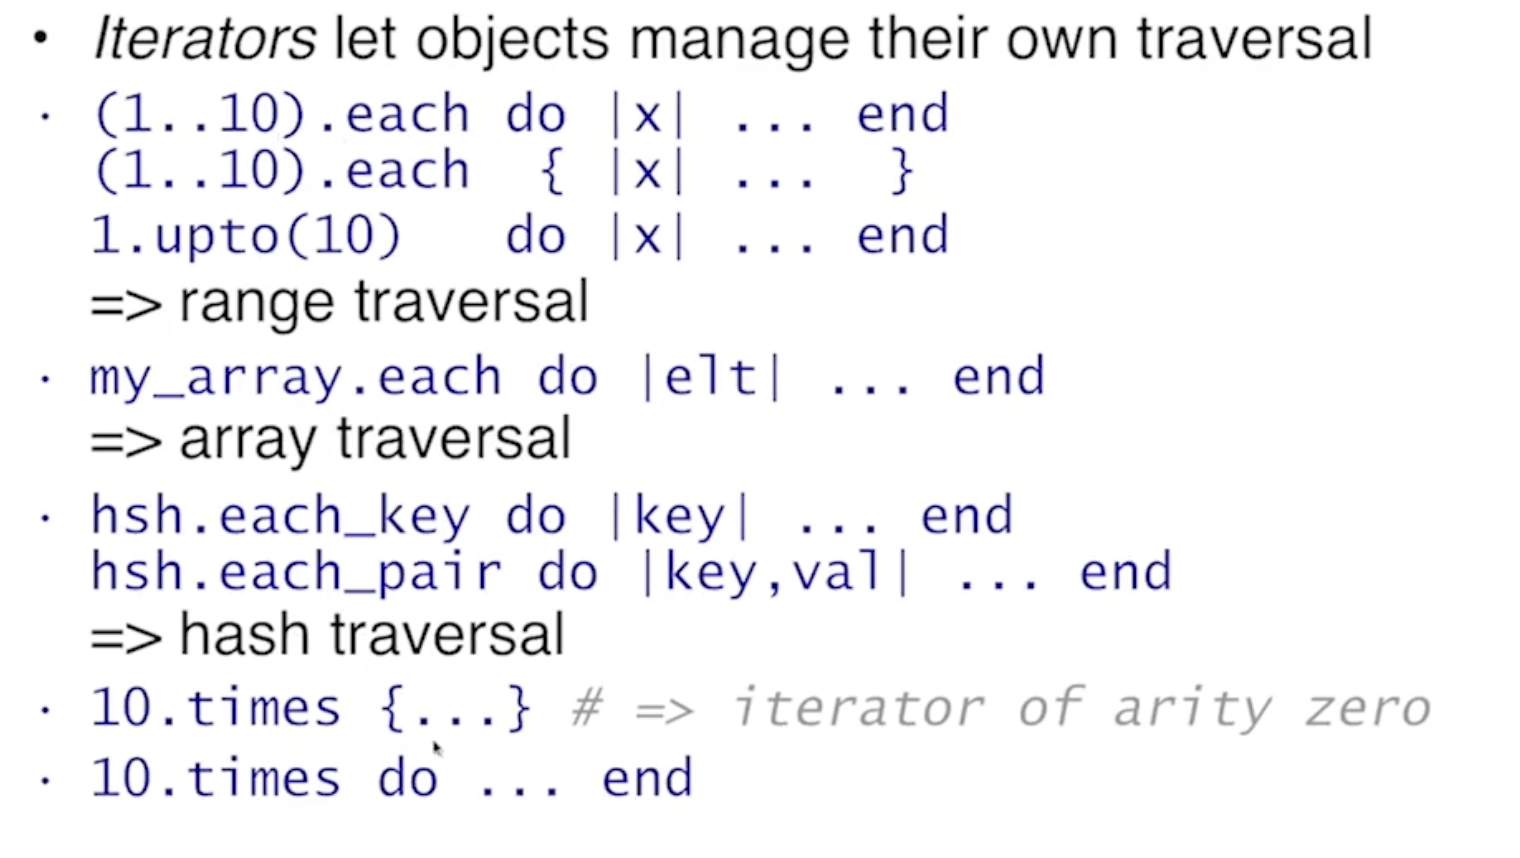 • Iterators let objects manage their own traversal
· (1..10).each do |x| ... end
(1..10).each { |x| ... }
1.upto(10) do |x| ... end
=> range traversal
· my_array.each do |elt| ... end
=> array traversal
· hsh.each_key do |key| ... end
hsh.each_pair do |key,val| ... end
=> hash traversal
· 10.times {...} # => iterator of arity zero
· 10.times do ... end